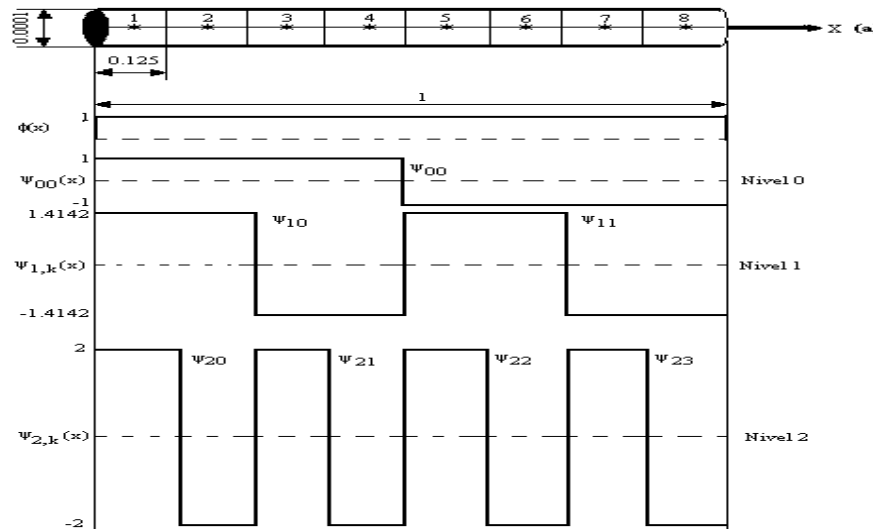 1 2 3 4 5 6 7 8
X (a
0.0001
0.125
1
ϕ(x)
1
1
Ψ00(x)
-1
Ψ00
Nivel 0
1.4142
Ψ1,k(x)
-1.4142
Ψ10
Ψ11
Nivel 1
2
Ψ2,k(x)
-2
Ψ20
Ψ21
Ψ22
Ψ23
Nivel 2